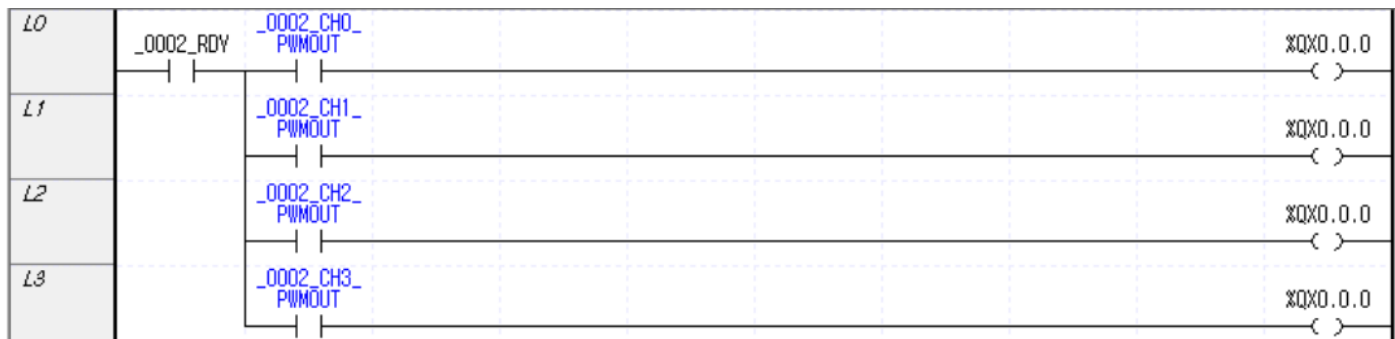 L0
_0002_RDY
_0002_CH0_
PWMOUT
%QX0.0.0
L1
_0002_CH1_
PWMOUT
%QX0.0.0
L2
_0002_CH2_
PWMOUT
%QX0.0.0
L3
_0002_CH3_
PWMOUT
%QX0.0.0